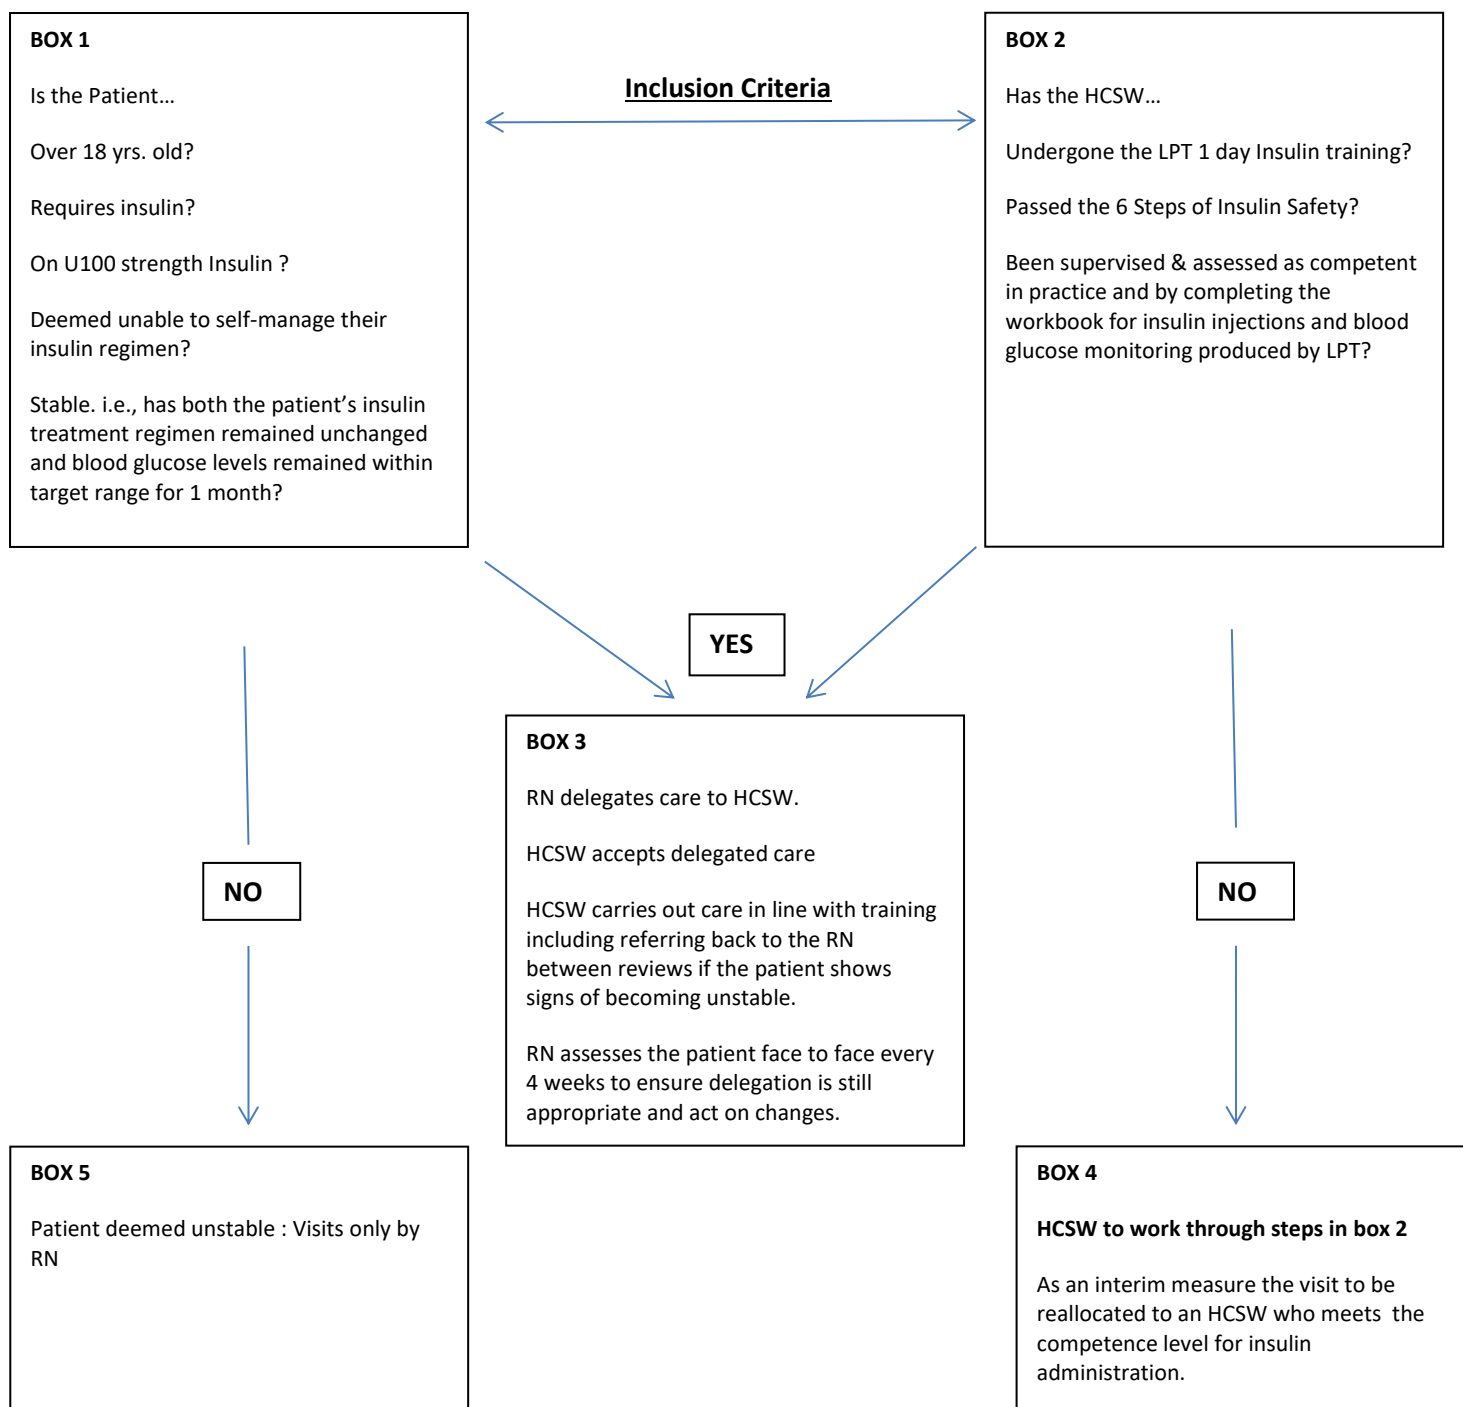 BOX 1
Is the Patient…
Over 18 yrs. old?
Requires insulin?
On U100 strength Insulin ?
Deemed unable to self-manage their
insulin regimen?
Stable. i.e., has both the patient’s insulin
treatment regimen remained unchanged
and blood glucose levels remained within
target range for 1 month?
Inclusion Criteria
BOX 2
Has the HCSW…
Undergone the LPT 1 day Insulin training?
Passed the 6 Steps of Insulin Safety?
Been supervised & assessed as competent
in practice and by completing the
workbook for insulin injections and blood
glucose monitoring produced by LPT?
YES
BOX 3
RN delegates care to HCSW.
HCSW accepts delegated care
HCSW carries out care in line with training
including referring back to the RN
between reviews if the patient shows
signs of becoming unstable.
RN assesses the patient face to face every
4 weeks to ensure delegation is still
appropriate and act on changes.
NO
NO
BOX 5
Patient deemed unstable : Visits only by
RN
BOX 4
HCSW to work through steps in box 2
As an interim measure the visit to be
reallocated to an HCSW who meets the
competence level for insulin
administration.